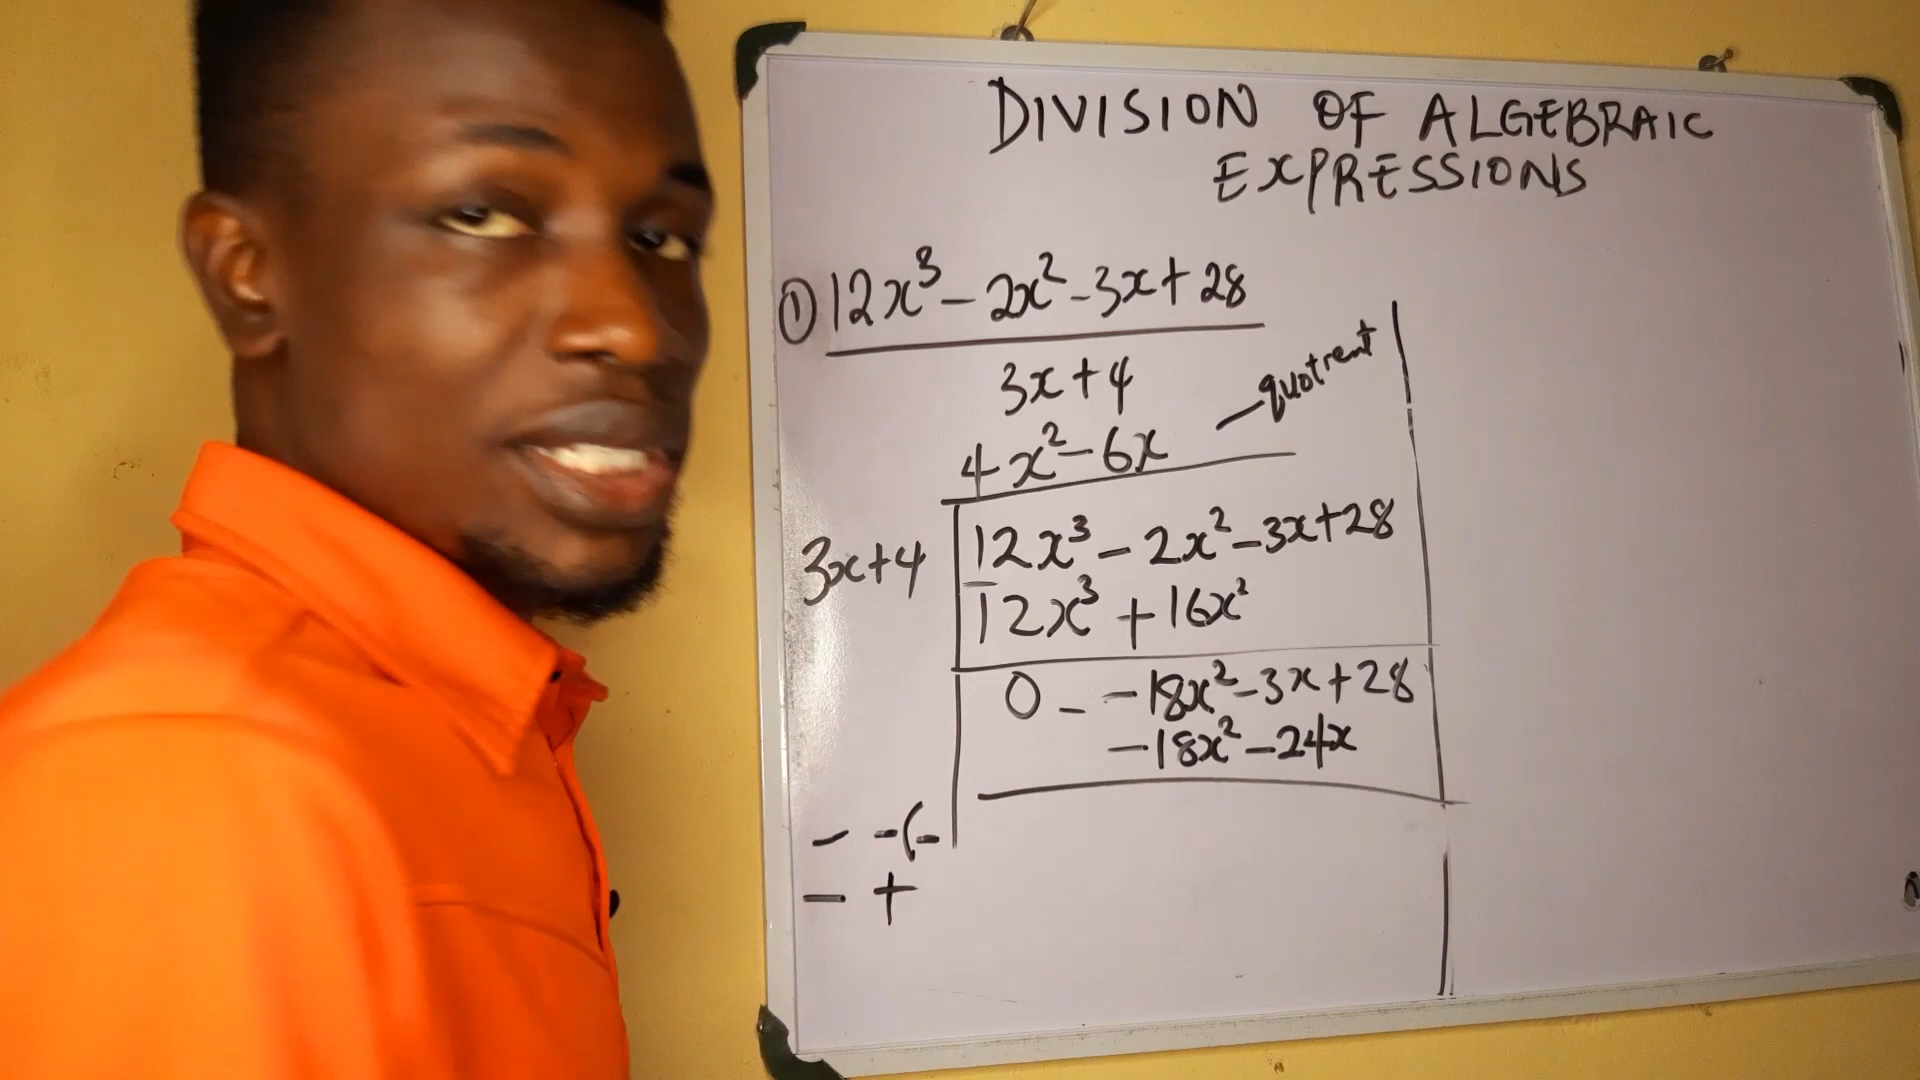 DIVISION OF ALGEBRAIC
EXPRESSIONS
① 12x³ - 2x² - 3x + 28
3x + 4
quotient
4x² - 6x
3x + 4
12x³ - 2x² - 3x + 28
- 12x³ + 16x²
0 - -18x² - 3x + 28
-18x² - 24x
- -(-
- +